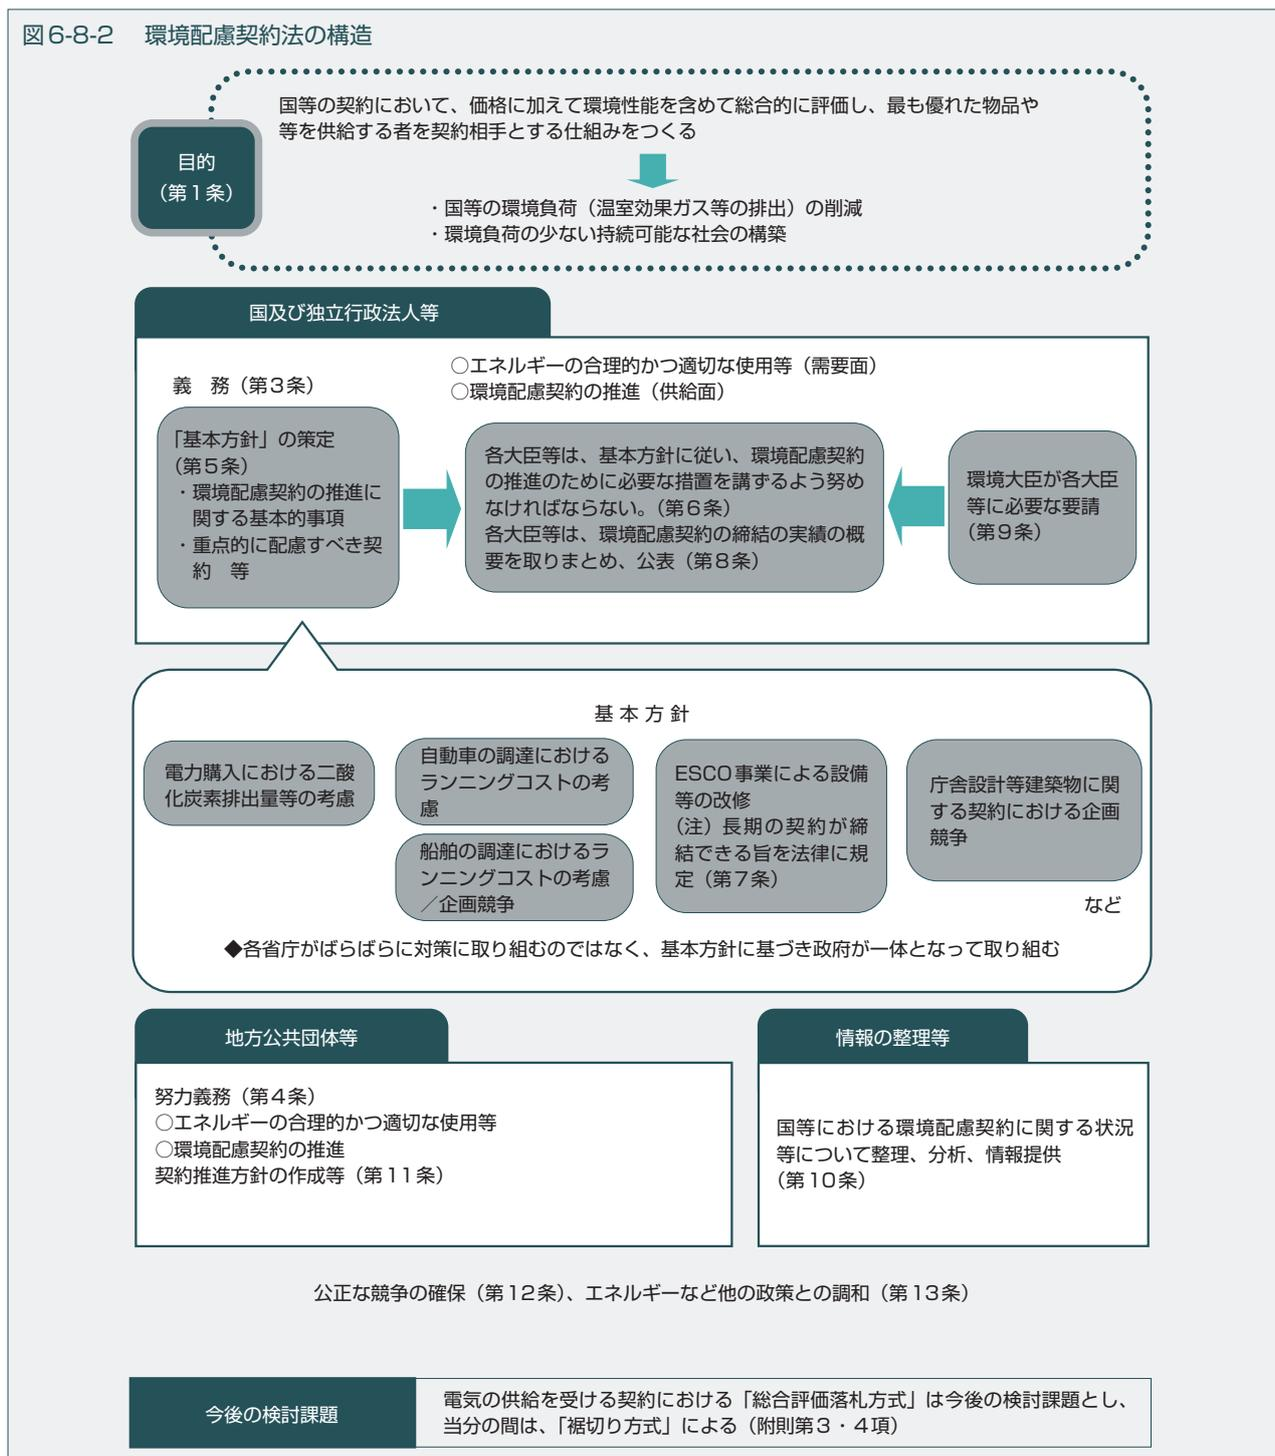 図6-8-2 環境配慮契約法の構造
国等の契約において、価格に加えて環境性能を含めて総合的に評価し、最も優れた物品や
等を供給する者を契約相手とする仕組みをつくる
目的
（第1条）
・国等の環境負荷（温室効果ガス等の排出）の削減
・環境負荷の少ない持続可能な社会の構築
国及び独立行政法人等
○エネルギーの合理的かつ適切な使用等（需要面）
○環境配慮契約の推進（供給面）
義　務（第3条）
「基本方針」の策定
（第5条）
・環境配慮契約の推進に
関する基本的事項
・重点的に配慮すべき契
約　等
各大臣等は、基本方針に従い、環境配慮契約
の推進のために必要な措置を講ずるよう努め
なければならない。（第6条）
各大臣等は、環境配慮契約の締結の実績の概
要を取りまとめ、公表（第8条）
環境大臣が各大臣
等に必要な要請
（第9条）
基本方針
電力購入における二酸
化炭素排出量等の考慮
自動車の調達における
ランニングコストの考
慮
船舶の調達におけるラ
ンニングコストの考慮
／企画競争
ESCO事業による設備
等の改修
（注）長期の契約が締
結できる旨を法律に規
定（第7条）
庁舎設計等建築物に関
する契約における企画
競争
など
◆各省庁がばらばらに対策に取り組むのではなく、基本方針に基づき政府が一体となって取り組む
地方公共団体等
努力義務（第4条）
○エネルギーの合理的かつ適切な使用等
○環境配慮契約の推進
契約推進方針の作成等（第11条）
情報の整理等
国等における環境配慮契約に関する状況
等について整理、分析、情報提供
（第10条）
公正な競争の確保（第12条）、エネルギーなど他の政策との調和（第13条）
今後の検討課題
電気の供給を受ける契約における「総合評価落札方式」は今後の検討課題とし、
当分の間は、「裾切り方式」による（附則第3・4項）